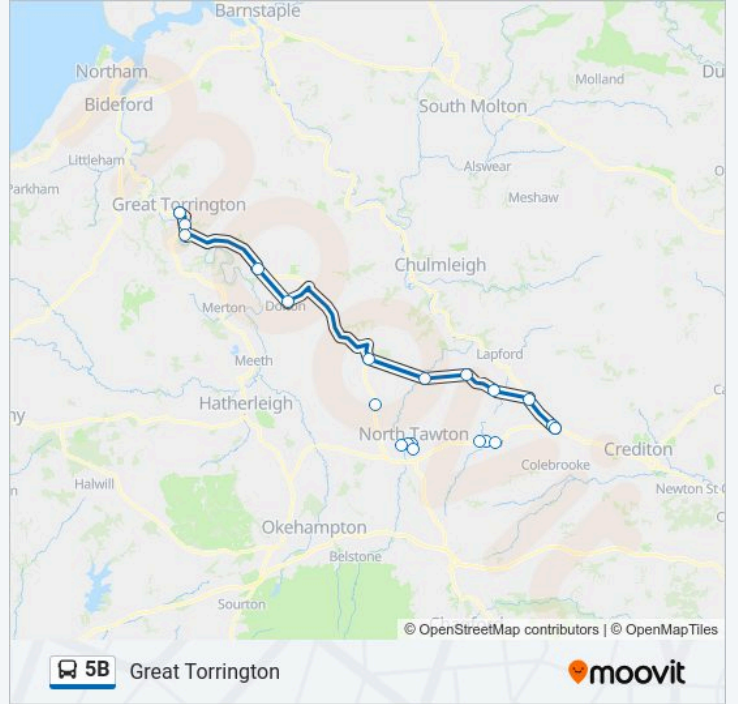 Barnstaple
Northam
Bideford
Molland
South Molton
Littleham
Alswear
Parkham
Meshaw
Great Torrington
Chulmleigh
Merton
Dolton
Meeth
Lapford
Hatherleigh
North Tawton
Crediton
Colebrooke
Halwill
Newton St
Okehampton
Belstone
Sourton
© OpenStreetMap contributors | © OpenMapTiles
5B Great Torrington
moovit